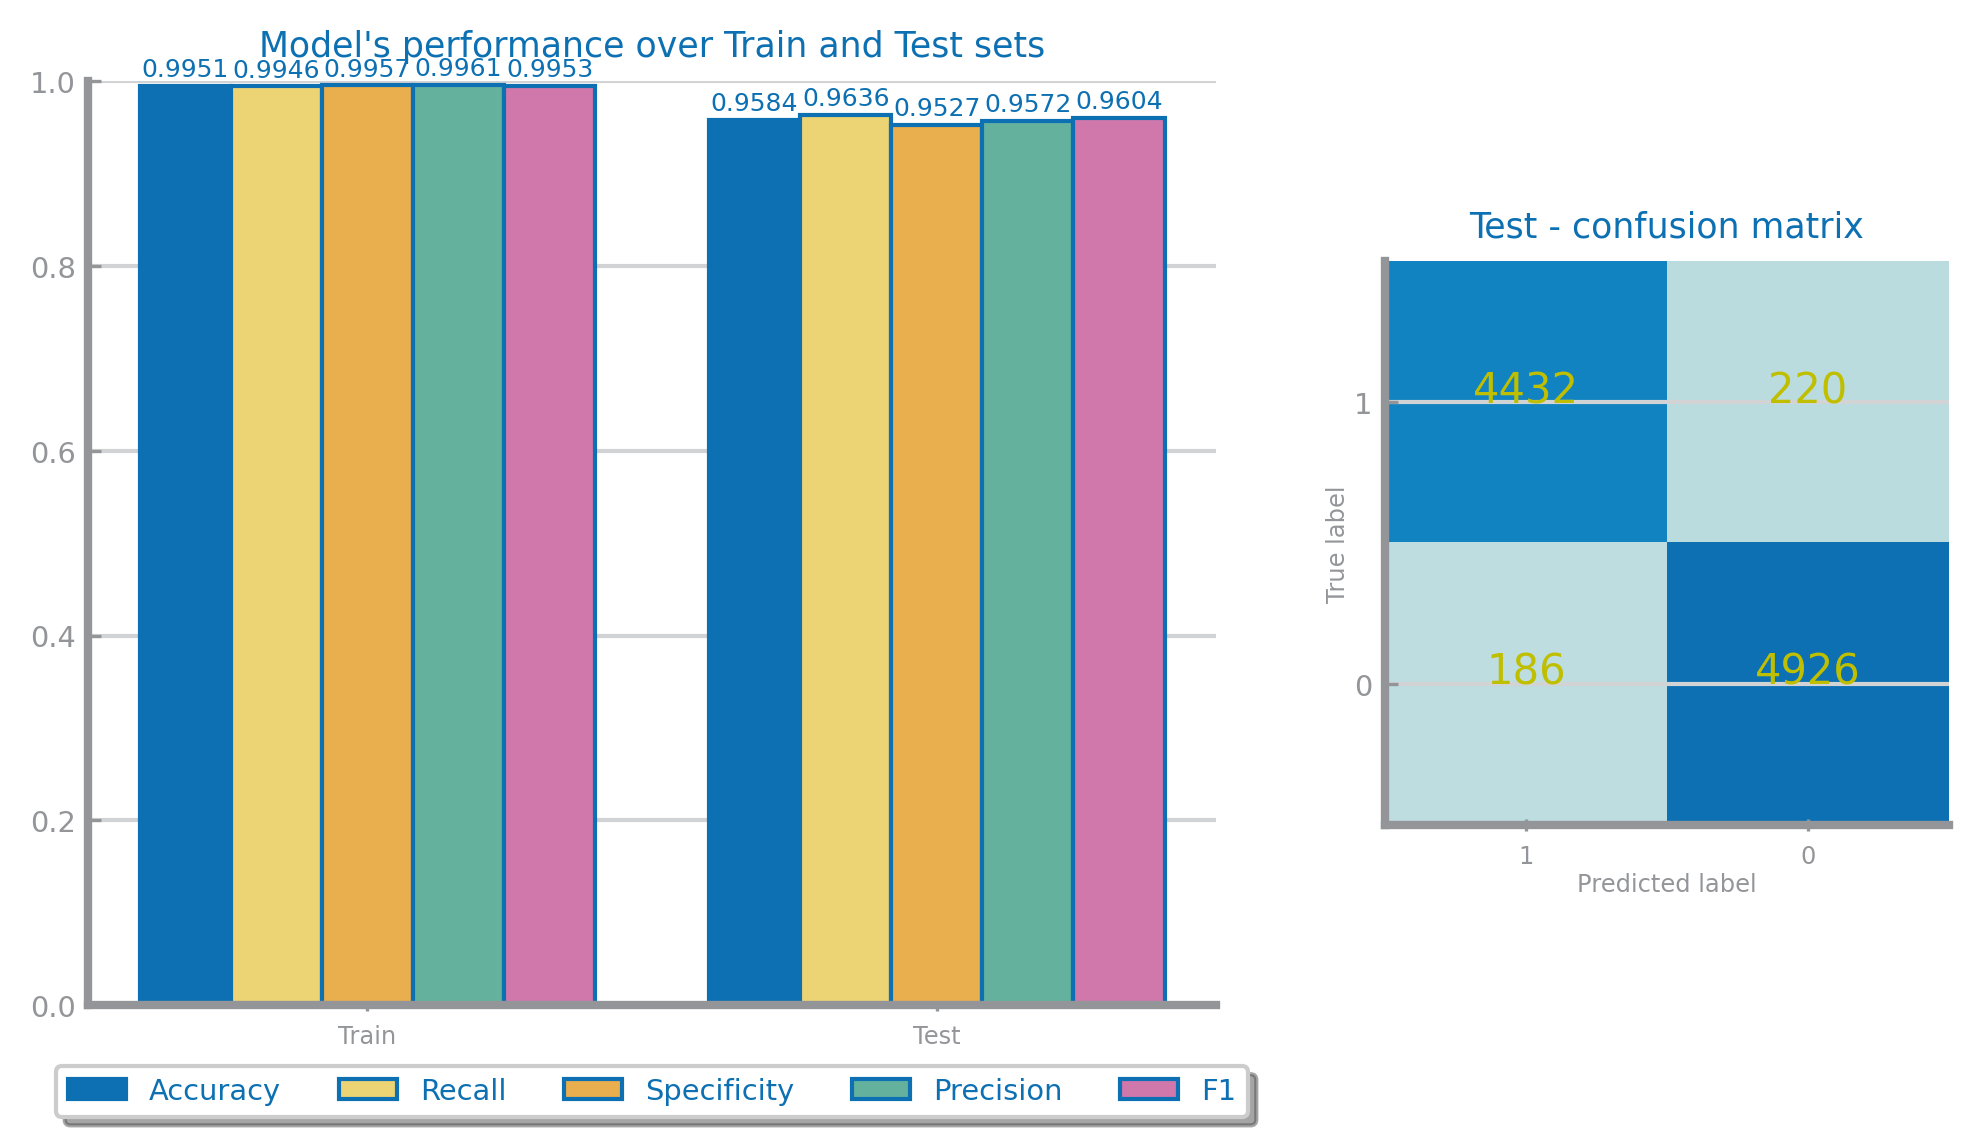 Model's performance over Train and Test sets
0.9951 0.9946 0.9957 0.9961 0.9953
0.9584 0.9636 0.9527 0.9572 0.9604
1.0
0.8
0.6
0.4
0.2
0.0
Train Test
Accuracy Recall Specificity Precision F1
Test - confusion matrix
True label
1
0
4432 220
186 4926
1 0
Predicted label